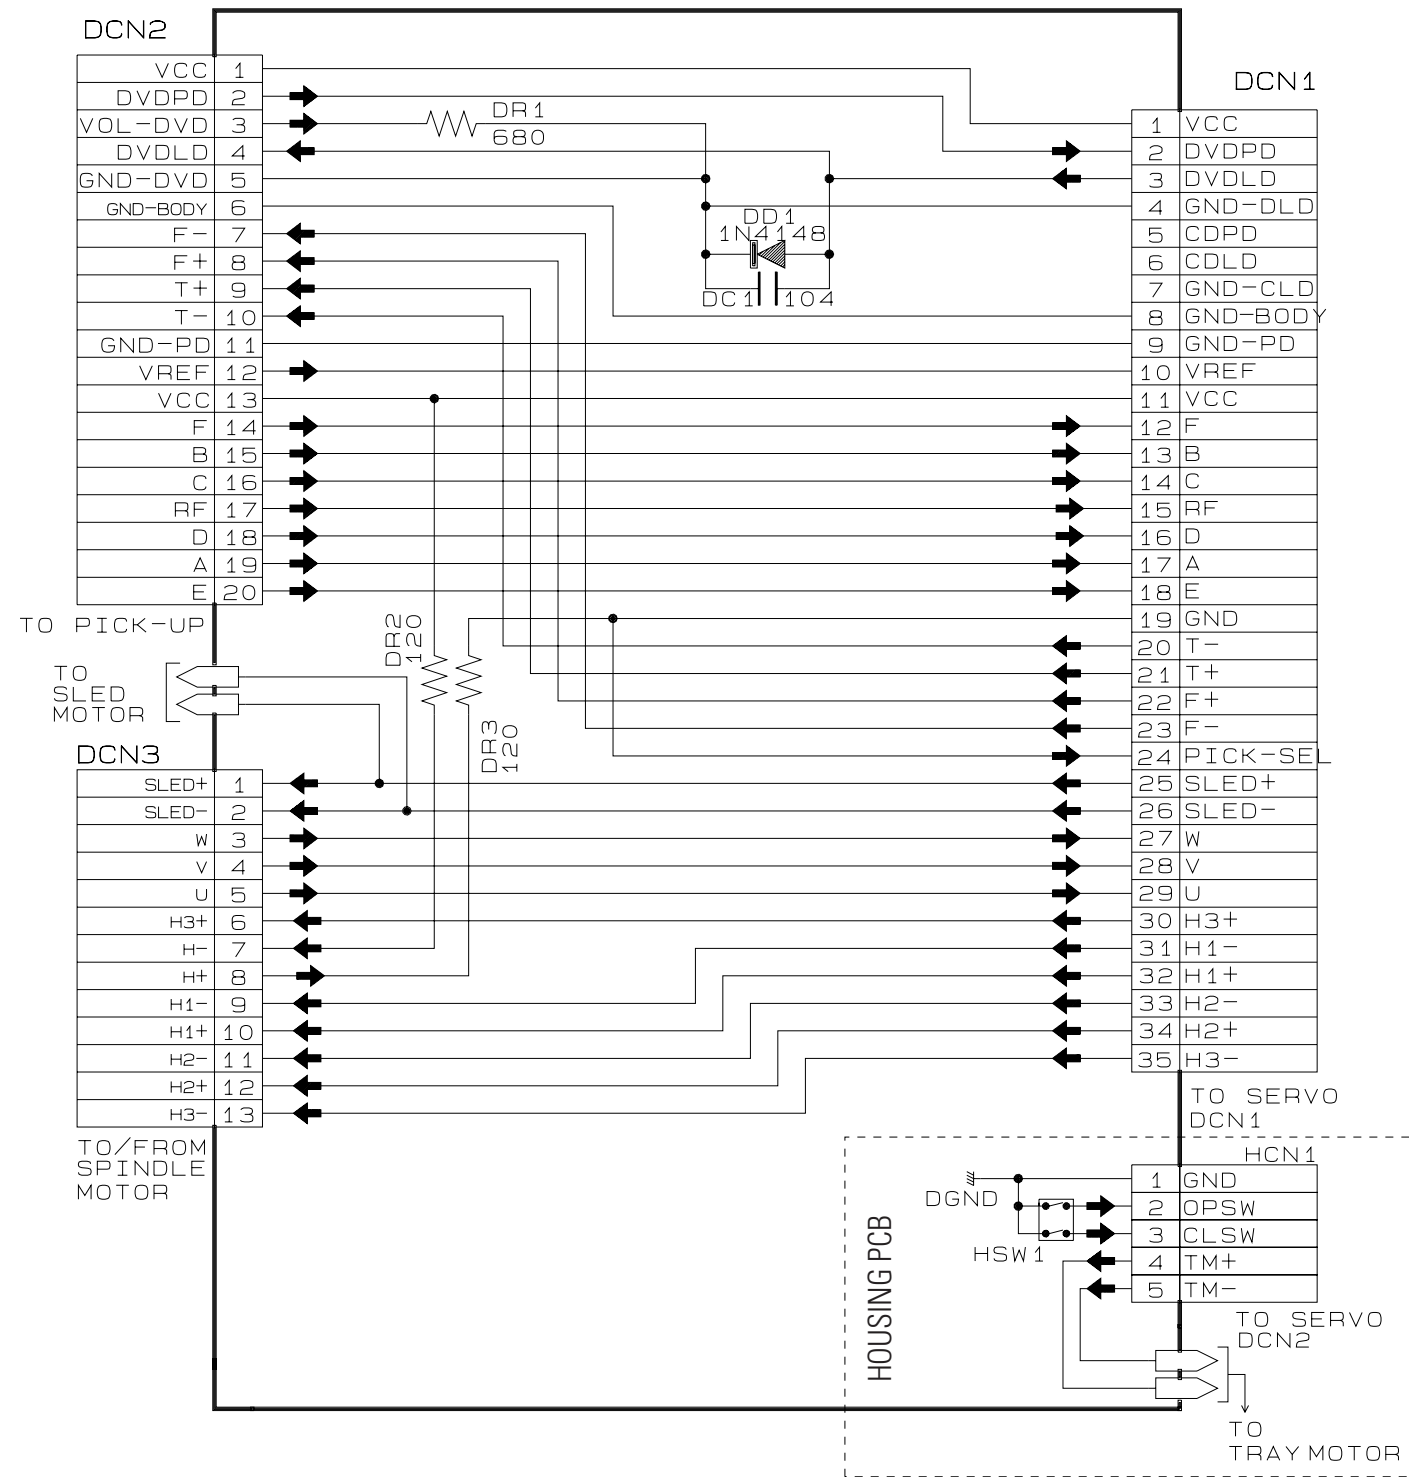 DCN2
VCC 1
DVDPD 2
VOL-DVD 3
DVDLD 4
GND-DVD 5
GND-BODY 6
F- 7
F+ 8
T+ 9
T- 10
GND-PD 11
VREF 12
VCC 13
F 14
B 15
C 16
RF 17
D 18
A 19
E 20
TO PICK-UP
TO
SLED
MOTOR
DCN3
SLED+ 1
SLED- 2
W 3
V 4
U 5
H3+ 6
H- 7
H+ 8
H1- 9
H1+ 10
H2- 11
H2+ 12
H3- 13
TO/FROM
SPINDLE
MOTOR
DR1
680
DD1
1N4148
DC1 104
DR2
120
DR3
120
DCN1
1 VCC
2 DVDPD
3 DVDLD
4 GND-DLD
5 CDPD
6 CDLD
7 GND-CLD
8 GND-BODY
9 GND-PD
10 VREF
11 VCC
12 F
13 B
14 C
15 RF
16 D
17 A
18 E
19 GND
20 T-
21 T+
22 F+
23 F-
24 PICK-SEL
25 SLED+
26 SLED-
27 W
28 V
29 U
30 H3+
31 H1-
32 H1+
33 H2-
34 H2+
35 H3-
TO SERVO
DCN1
HCN1
1 GND
2 OPSW
3 CLSW
4 TM+
5 TM-
DGND
HSW1
HOUSING PCB
TO SERVO
DCN2
TO
TRAY MOTOR